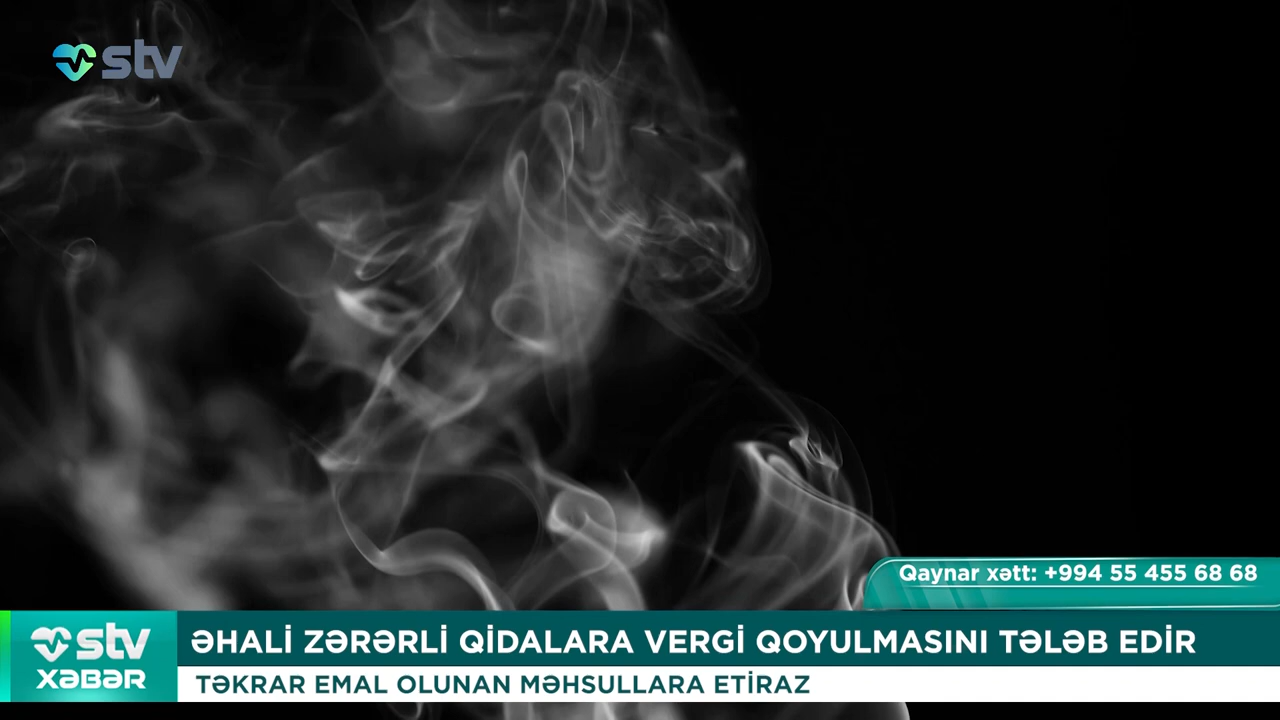 stv
Qaynar xətt: +994 55 455 68 68
stv
XƏBƏR
ƏHALİ ZƏRƏRLİ QİDALARA VERGİ QOYULMASINI TƏLƏB EDİR
TƏKRAR EMAL OLUNAN MƏHSULLARA ETİRAZ